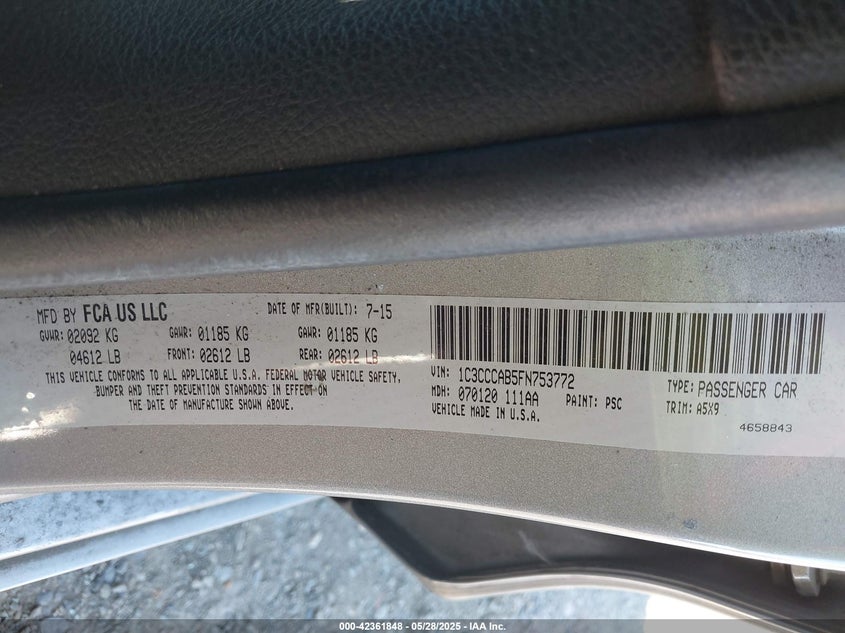 MFD BY FCA US LLC DATE OF MFR(BUILT): 7-15
GVWR: 02092 KG GAWR: 01185 KG GAWR: 01185 KG
04612 LB FRONT: 02612 LB REAR: 02612 LB
THIS VEHICLE CONFORMS TO ALL APPLICABLE U.S.A. FEDERAL MOTOR VEHICLE SAFETY,
BUMPER AND THEFT PREVENTION STANDARDS IN EFFECT ON
THE DATE OF MANUFACTURE SHOWN ABOVE.
VIN: 1C3CCCAB5FN753772 TYPE: PASSENGER CAR
MDH: 070120 111AA PAINT: PSC TRIM: A5X9
VEHICLE MADE IN U.S.A.
4658843
000-42361848 - 05/28/2025 - IAA Inc.